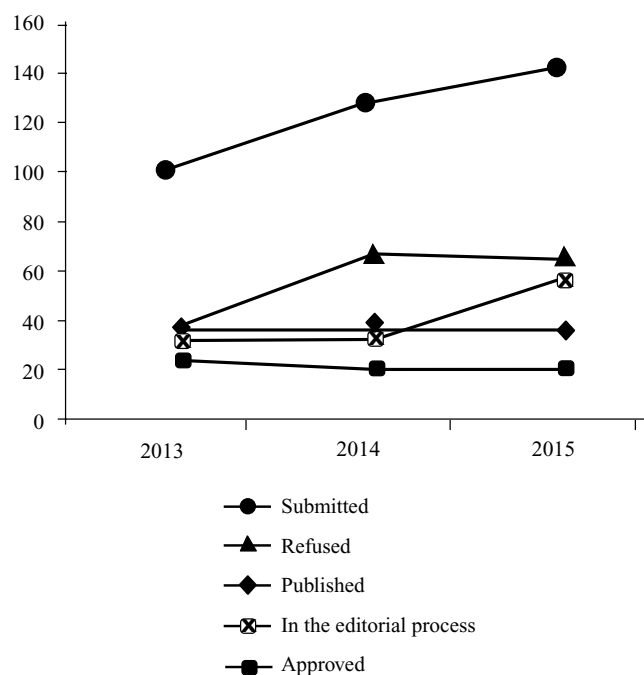 160
140
120
100
80
60
40
20
0
2013 2014 2015
Submitted
Refused
Published
In the editorial process
Approved